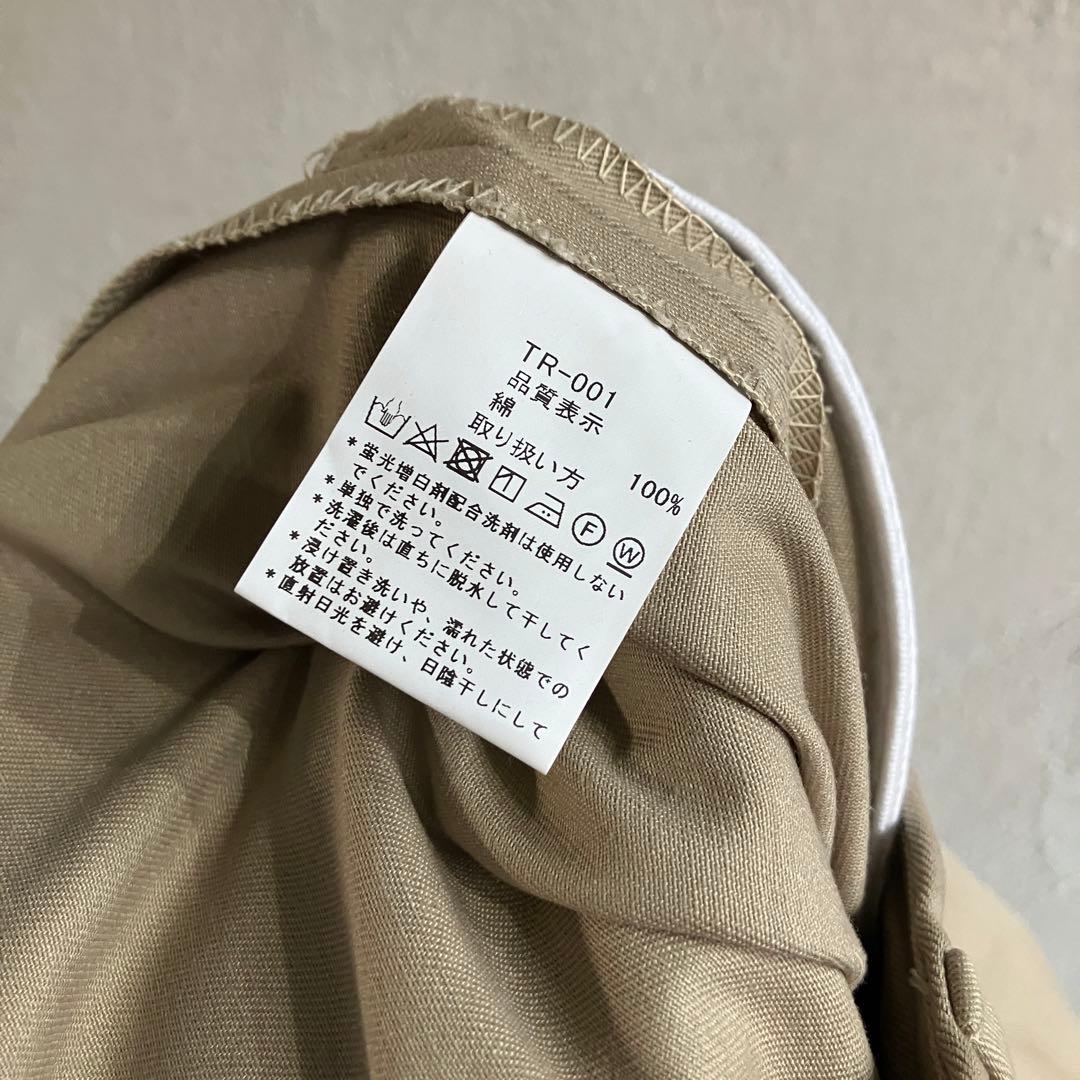 TR-001
品質表示
綿 100%
取り扱い方
F W
*蛍光増白剤配合洗剤は使用しない
でください。
*単独で洗ってください。
*洗濯後は直ちに脱水して干してく
ださい。
*浸け置き洗いや、濡れた状態での
放置はお避けください。
*直射日光を避け、日陰干しにして